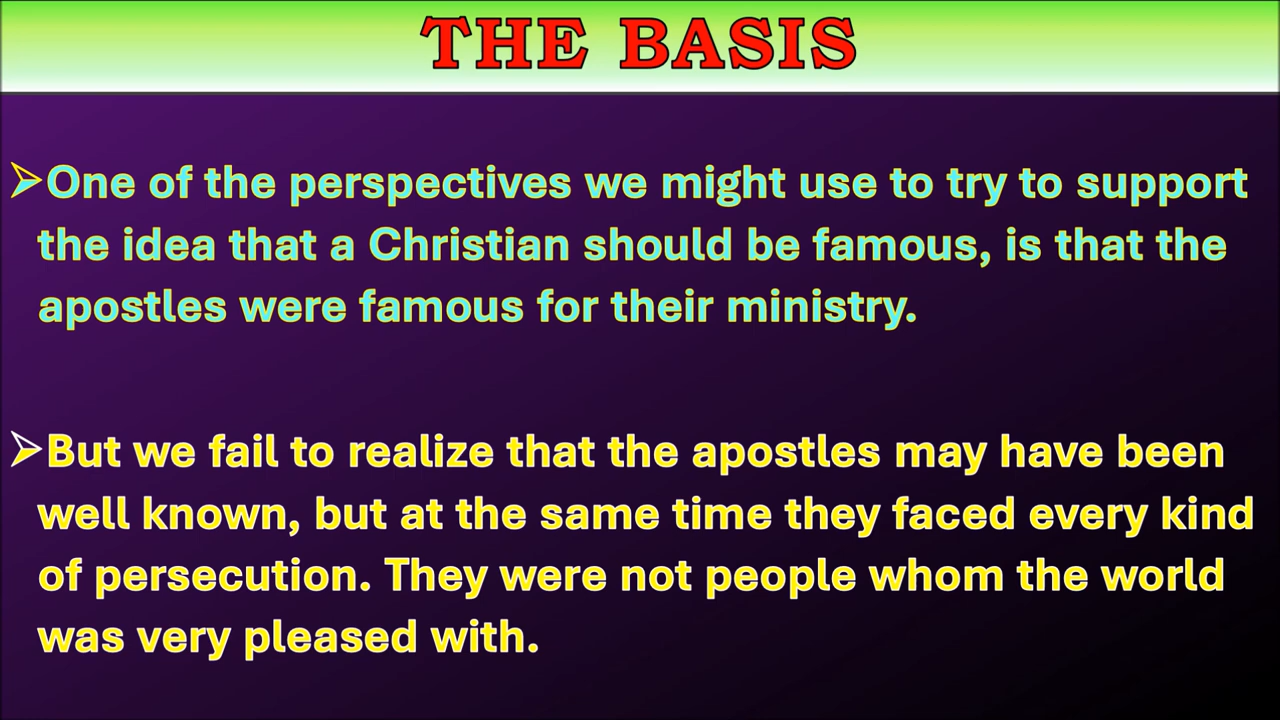 THE BASIS
➢One of the perspectives we might use to try to support
the idea that a Christian should be famous, is that the
apostles were famous for their ministry.
➢But we fail to realize that the apostles may have been
well known, but at the same time they faced every kind
of persecution. They were not people whom the world
was very pleased with.